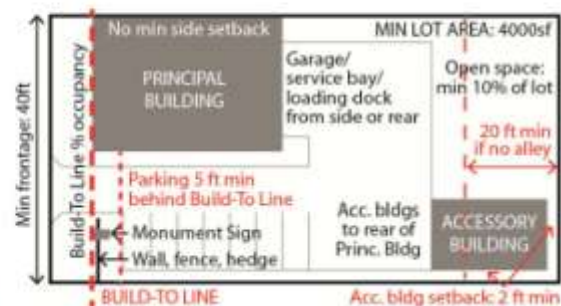 No min side setback
MIN LOT AREA: 4000sf
PRINCIPAL
BUILDING
Garage/
service bay/
loading dock
from side or rear
Open space:
min 10% of lot
20 ft min
if no alley
Min frontage: 40ft
Build-To Line % occupancy
Parking 5 ft min
behind Build-To Line
Monument Sign
Wall, fence, hedge
Acc. bldgs
to rear of
Princ. Bldg
ACCESSORY
BUILDING
BUILD-TO LINE
Acc. bldg setback: 2 ft min